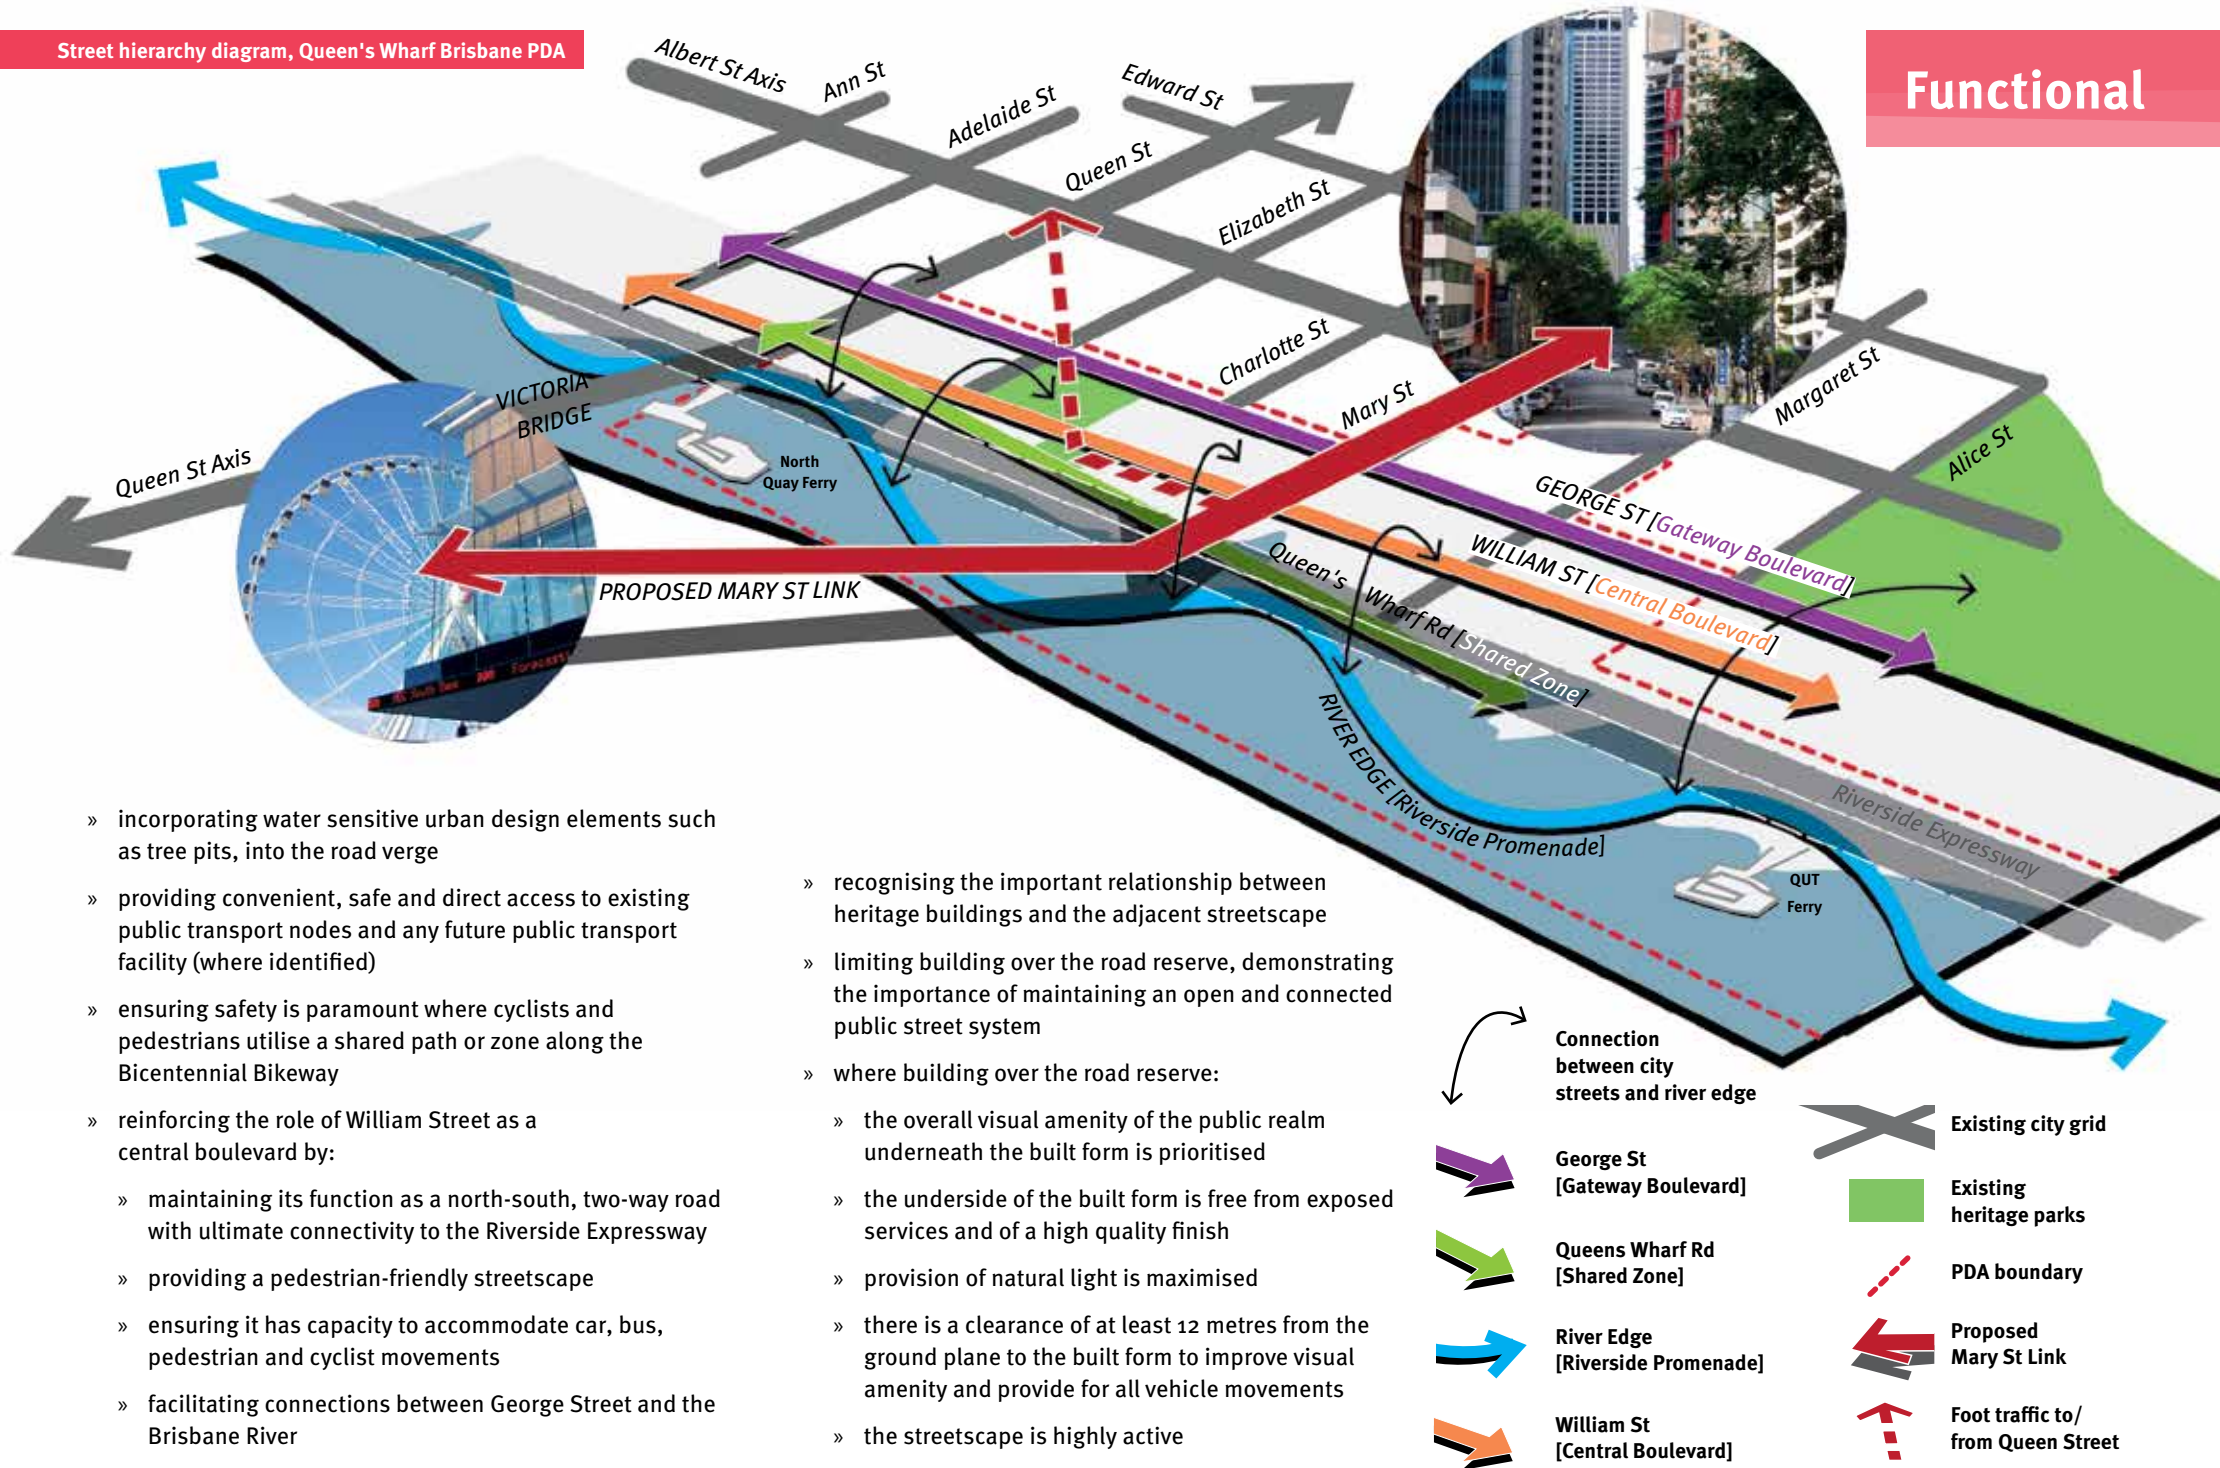 Street hierarchy diagram, Queen's Wharf Brisbane PDA
Functional
Albert St Axis
Ann St
Adelaide St
Edward St
Queen St
Elizabeth St
Charlotte St
Mary St
Margaret St
Alice St
VICTORIA
BRIDGE
Queen St Axis
North
Quay Ferry
PROPOSED MARY ST LINK
GEORGE ST [Gateway Boulevard]
WILLIAM ST [Central Boulevard]
Queen's Wharf Rd [Shared Zone]
RIVER EDGE [Riverside Promenade]
Riverside Expressway
QUT
Ferry
South Bank
Forecast
» incorporating water sensitive urban design elements such
as tree pits, into the road verge
» providing convenient, safe and direct access to existing
public transport nodes and any future public transport
facility (where identified)
» ensuring safety is paramount where cyclists and
pedestrians utilise a shared path or zone along the
Bicentennial Bikeway
» reinforcing the role of William Street as a
central boulevard by:
» maintaining its function as a north-south, two-way road
with ultimate connectivity to the Riverside Expressway
» providing a pedestrian-friendly streetscape
» ensuring it has capacity to accommodate car, bus,
pedestrian and cyclist movements
» facilitating connections between George Street and the
Brisbane River
» recognising the important relationship between
heritage buildings and the adjacent streetscape
» limiting building over the road reserve, demonstrating
the importance of maintaining an open and connected
public street system
» where building over the road reserve:
» the overall visual amenity of the public realm
underneath the built form is prioritised
» the underside of the built form is free from exposed
services and of a high quality finish
» provision of natural light is maximised
» there is a clearance of at least 12 metres from the
ground plane to the built form to improve visual
amenity and provide for all vehicle movements
» the streetscape is highly active
Connection
between city
streets and river edge
George St
[Gateway Boulevard]
Queens Wharf Rd
[Shared Zone]
River Edge
[Riverside Promenade]
William St
[Central Boulevard]
Existing city grid
Existing
heritage parks
PDA boundary
Proposed
Mary St Link
Foot traffic to/
from Queen Street